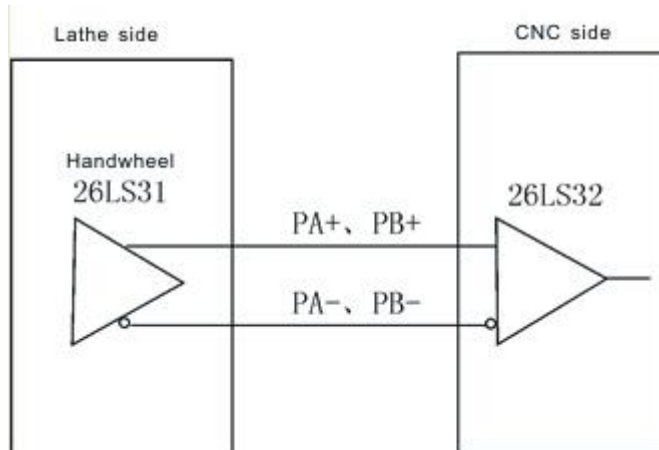 Lathe side
CNC side
Handwheel
26LS31
26LS32
PA+、PB+
PA-、PB-